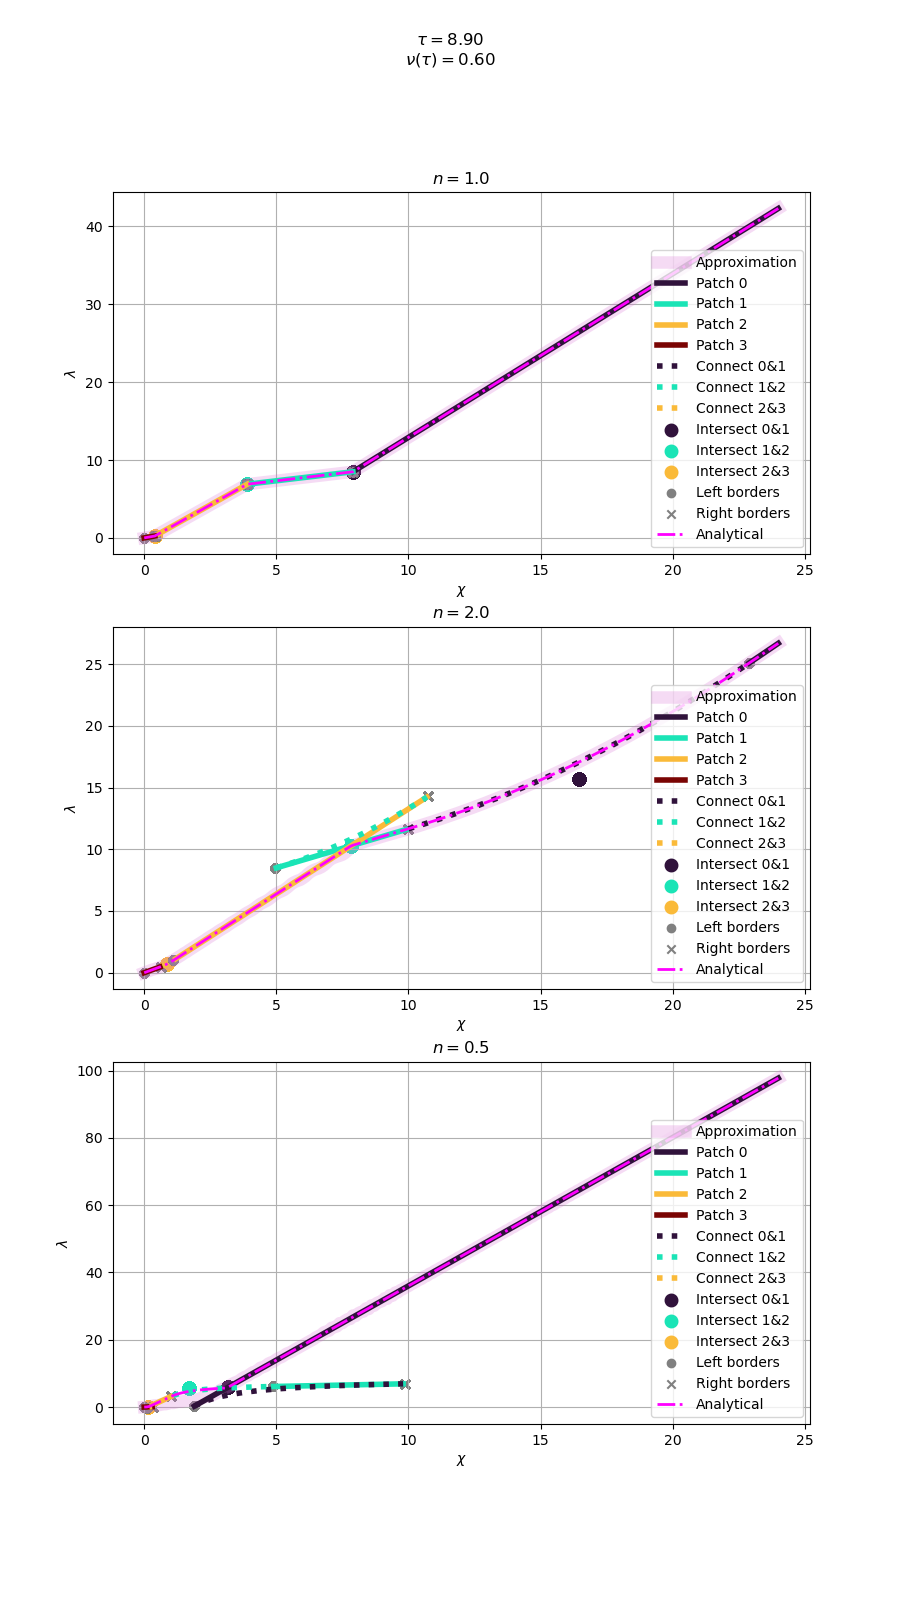 τ = 8.90
ν(τ) = 0.60
n = 1.0
40
30
20
10
0
λ
0 5 10 15 20 25
χ
Approximation
Patch 0
Patch 1
Patch 2
Patch 3
Connect 0&1
Connect 1&2
Connect 2&3
Intersect 0&1
Intersect 1&2
Intersect 2&3
Left borders
Right borders
Analytical
n = 2.0
25
20
15
10
5
0
λ
0 5 10 15 20 25
χ
Approximation
Patch 0
Patch 1
Patch 2
Patch 3
Connect 0&1
Connect 1&2
Connect 2&3
Intersect 0&1
Intersect 1&2
Intersect 2&3
Left borders
Right borders
Analytical
n = 0.5
100
80
60
40
20
0
λ
0 5 10 15 20 25
χ
Approximation
Patch 0
Patch 1
Patch 2
Patch 3
Connect 0&1
Connect 1&2
Connect 2&3
Intersect 0&1
Intersect 1&2
Intersect 2&3
Left borders
Right borders
Analytical